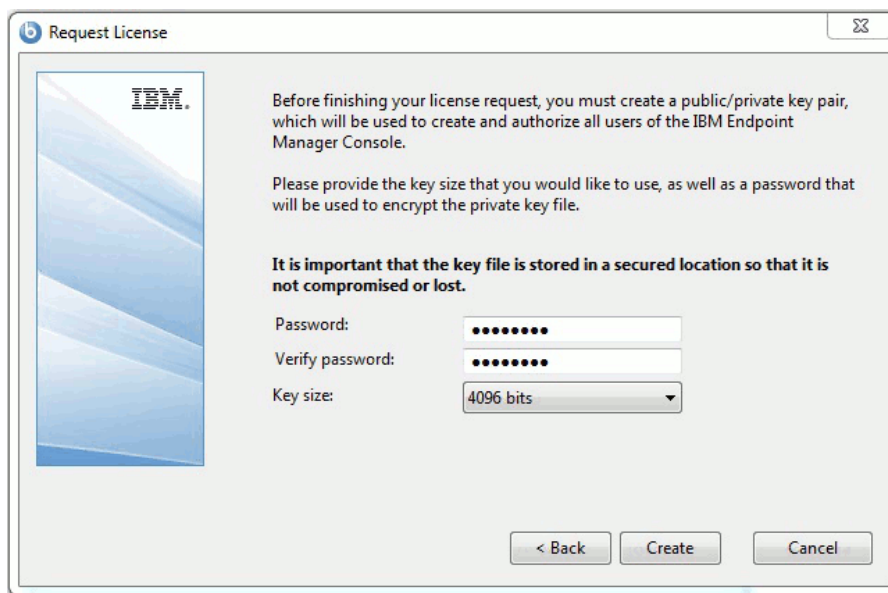 Request License
IBM.
Before finishing your license request, you must create a public/private key pair,
which will be used to create and authorize all users of the IBM Endpoint
Manager Console.
Please provide the key size that you would like to use, as well as a password that
will be used to encrypt the private key file.
It is important that the key file is stored in a secured location so that it is
not compromised or lost.
Password: ●●●●●●●●
Verify password: ●●●●●●●●
Key size: 4096 bits
< Back Create Cancel